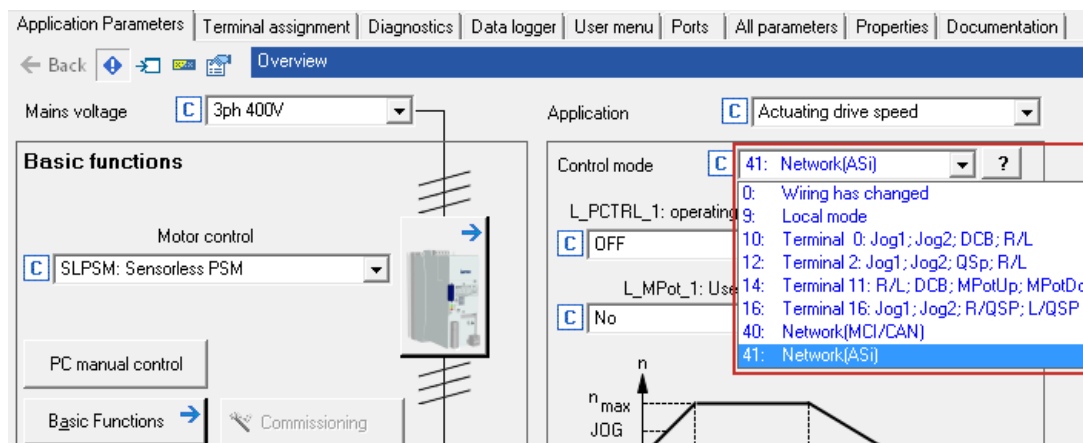 Application Parameters Terminal assignment Diagnostics Data logger User menu Ports All parameters Properties Documentation
Back Overview
Mains voltage C 3ph 400V
Application C Actuating drive speed
Basic functions
Control mode C 41: Network(ASi) ?
0: Wiring has changed
9: Local mode
10: Terminal 0: Jog1; Jog2; DCB; R/L
12: Terminal 2: Jog1; Jog2; QSp; R/L
14: Terminal 11: R/L; DCB; MPotUp; MPotDo
16: Terminal 16: Jog1; Jog2; R/QSP; L/QSP
40: Network(MCI/CAN)
41: Network(ASi)
L_PCTRL_1: operating
C OFF
L_MPot_1: Use
C No
Motor control
C SLPSM: Sensorless PSM
PC manual control
Basic Functions Commissioning
n
n max
JOG